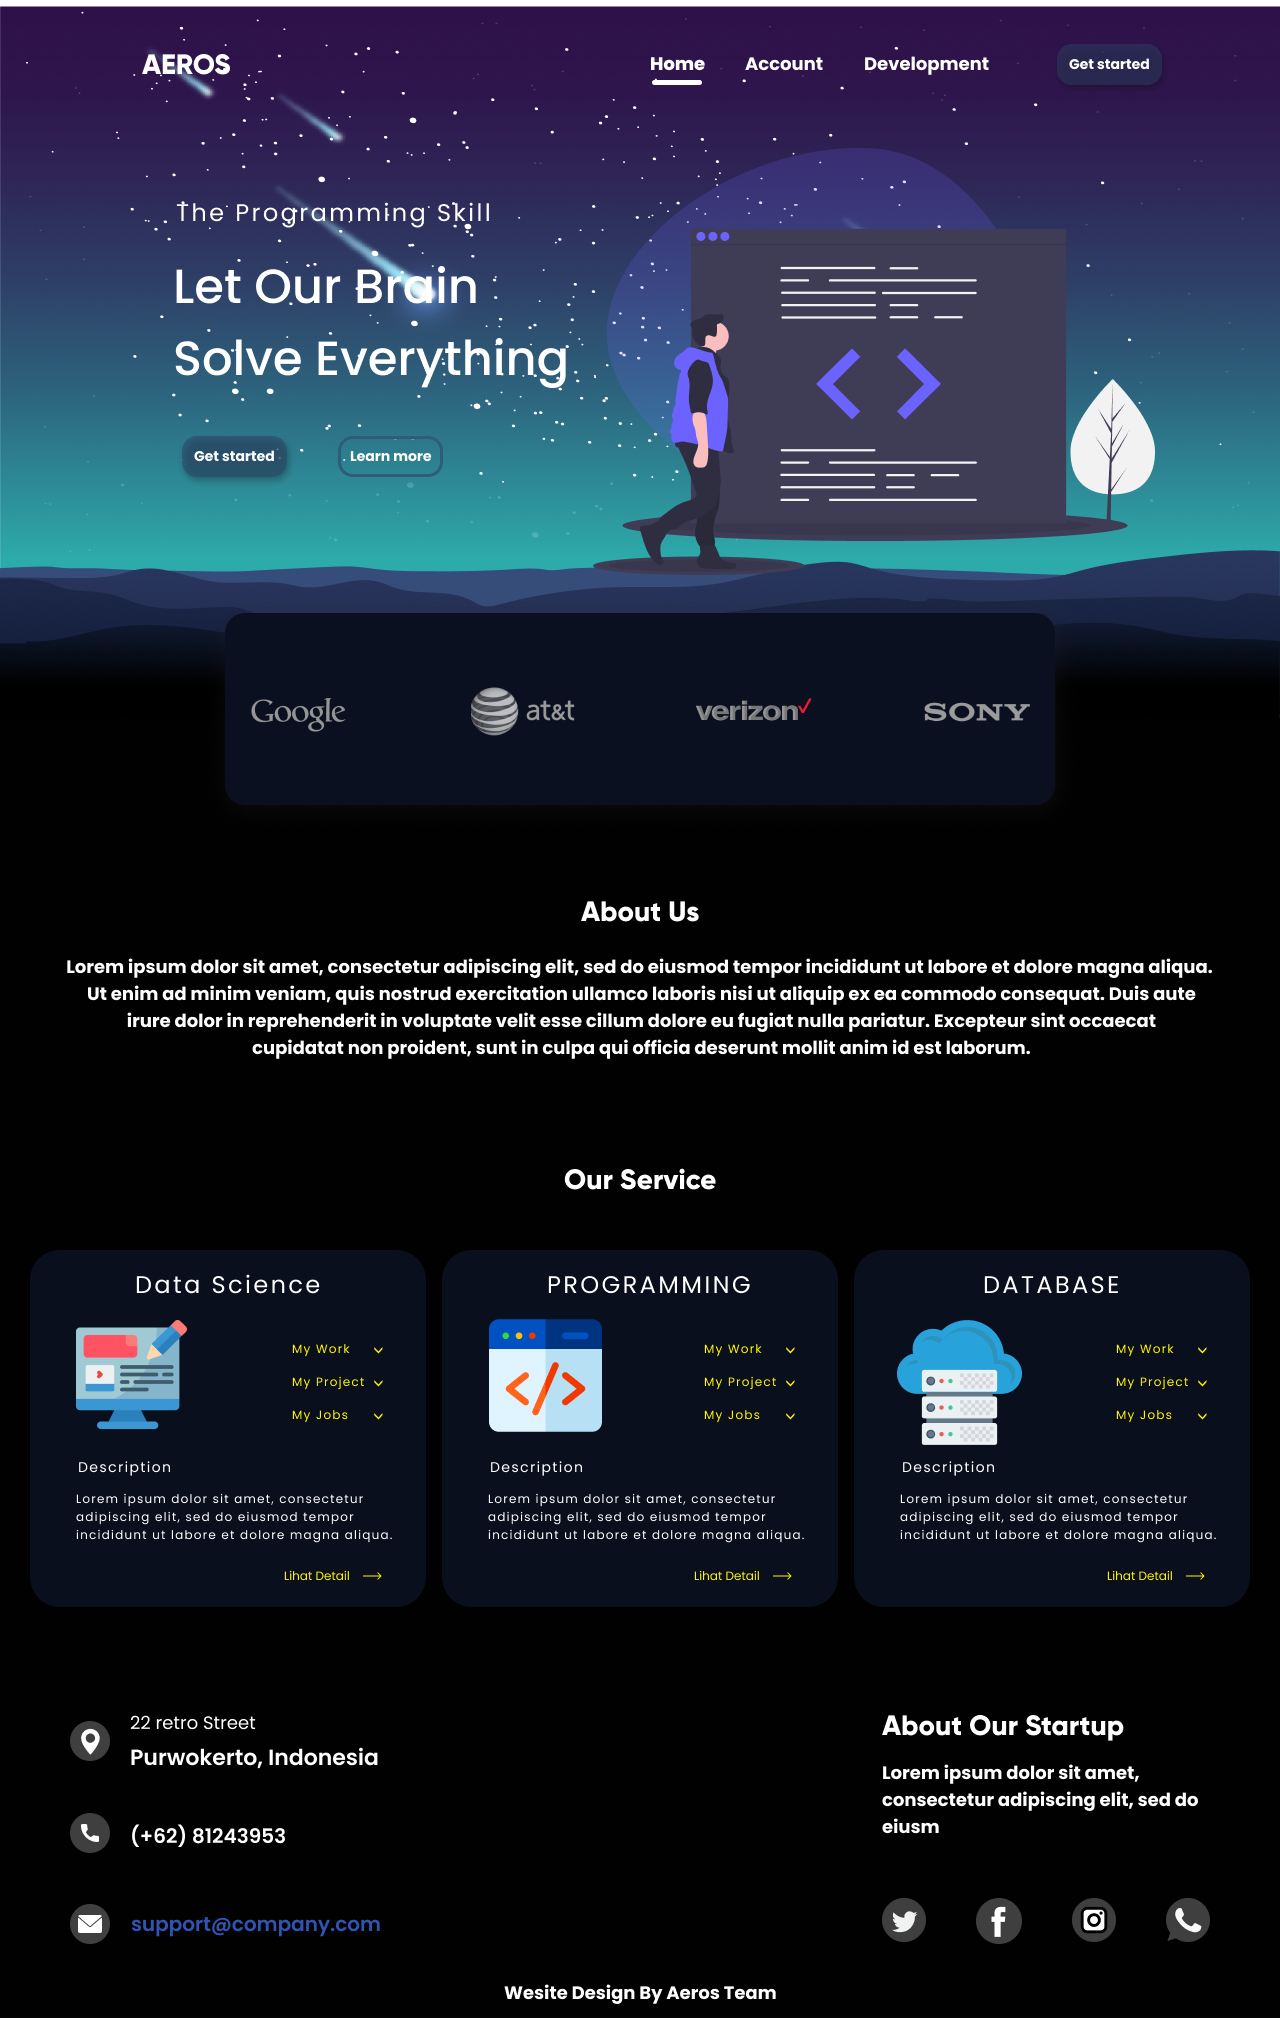 AEROS
Home Account Development Get started
The Programming Skill
Let Our Brain
Solve Everything
Get started Learn more
Google at&t verizon SONY
About Us
Lorem ipsum dolor sit amet, consectetur adipiscing elit, sed do eiusmod tempor incididunt ut labore et dolore magna aliqua.
Ut enim ad minim veniam, quis nostrud exercitation ullamco laboris nisi ut aliquip ex ea commodo consequat. Duis aute
irure dolor in reprehenderit in voluptate velit esse cillum dolore eu fugiat nulla pariatur. Excepteur sint occaecat
cupidatat non proident, sunt in culpa qui officia deserunt mollit anim id est laborum.
Our Service
Data Science
My Work
My Project
My Jobs
Description
Lorem ipsum dolor sit amet, consectetur
adipiscing elit, sed do eiusmod tempor
incididunt ut labore et dolore magna aliqua.
Lihat Detail
PROGRAMMING
My Work
My Project
My Jobs
Description
Lorem ipsum dolor sit amet, consectetur
adipiscing elit, sed do eiusmod tempor
incididunt ut labore et dolore magna aliqua.
Lihat Detail
DATABASE
My Work
My Project
My Jobs
Description
Lorem ipsum dolor sit amet, consectetur
adipiscing elit, sed do eiusmod tempor
incididunt ut labore et dolore magna aliqua.
Lihat Detail
22 retro Street
Purwokerto, Indonesia
(+62) 81243953
support@company.com
About Our Startup
Lorem ipsum dolor sit amet,
consectetur adipiscing elit, sed do
eiusm
Wesite Design By Aeros Team